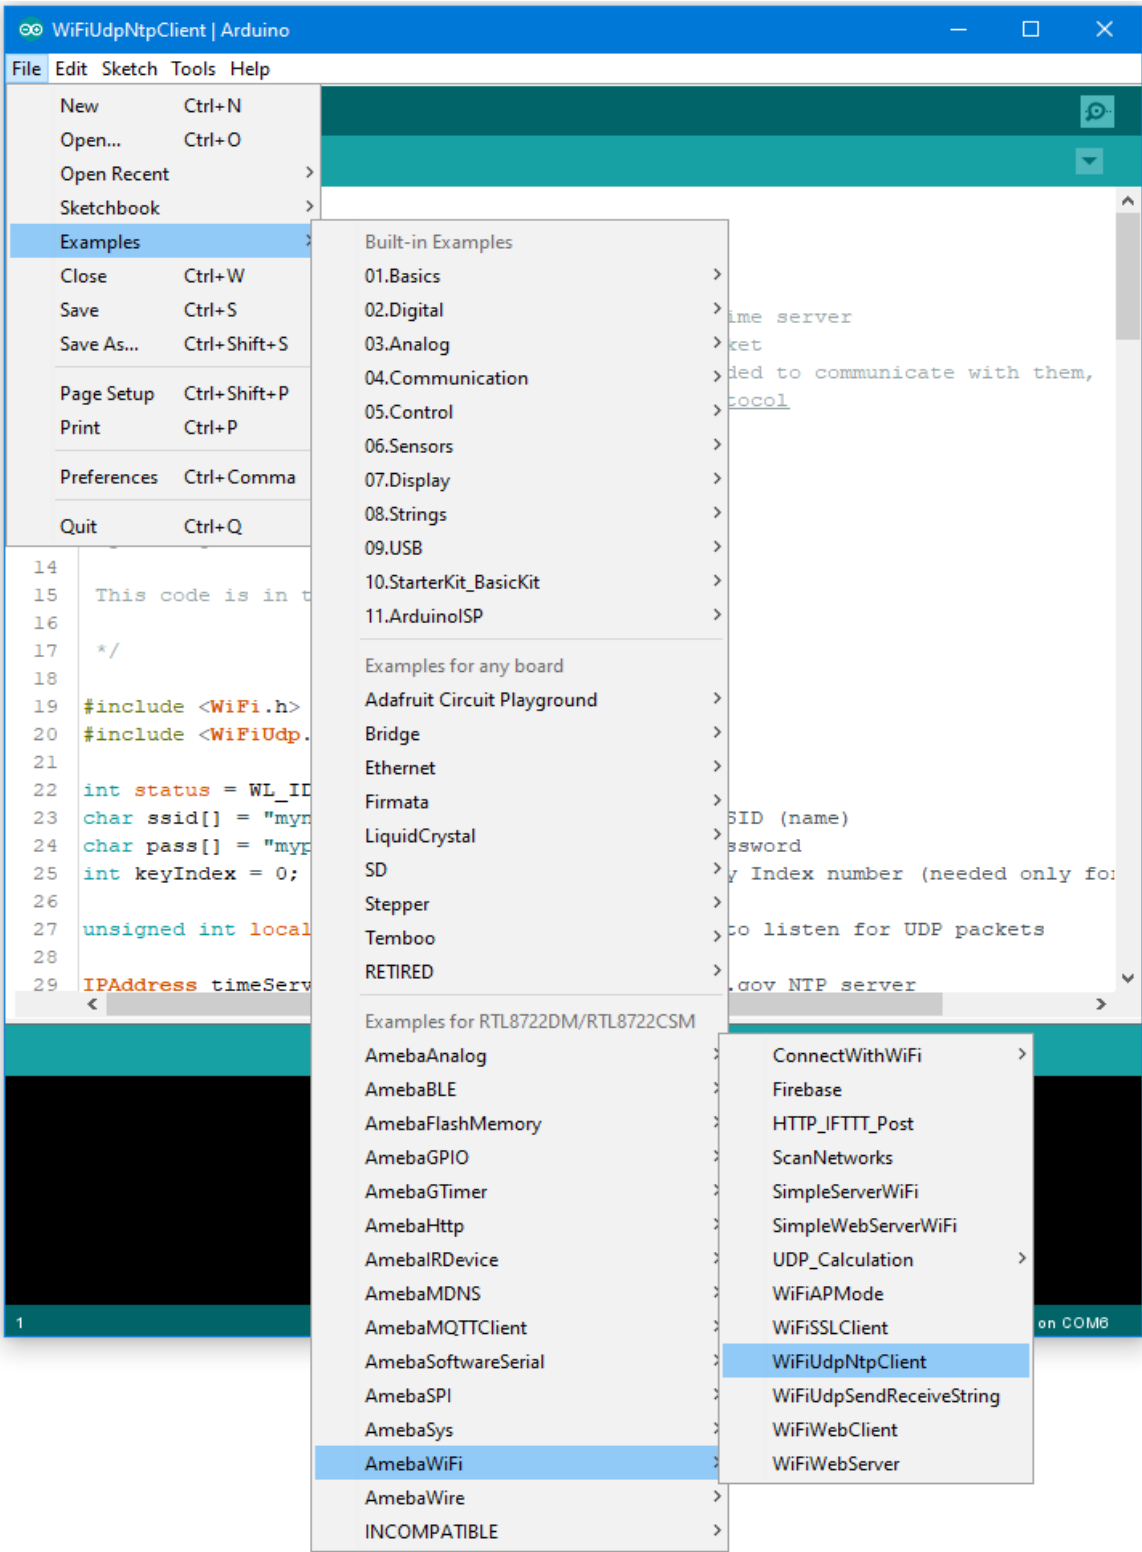 WiFiUdpNtpClient | Arduino
File Edit Sketch Tools Help
New Ctrl+N
Open... Ctrl+O
Open Recent
Sketchbook
Examples
Close Ctrl+W
Save Ctrl+S
Save As... Ctrl+Shift+S
Page Setup Ctrl+Shift+P
Print Ctrl+P
Preferences Ctrl+Comma
Quit Ctrl+Q
Built-in Examples
01.Basics
02.Digital
03.Analog
04.Communication
05.Control
06.Sensors
07.Display
08.Strings
09.USB
10.StarterKit_BasicKit
11.ArduinoISP
Examples for any board
Adafruit Circuit Playground
Bridge
Ethernet
Firmata
LiquidCrystal
SD
Stepper
Temboo
RETIRED
Examples for RTL8722DM/RTL8722CSM
AmebaAnalog
AmebaBLE
AmebaFlashMemory
AmebaGPIO
AmebaGTimer
AmebaHttp
AmebaIRDevice
AmebaMDNS
AmebaMQTTClient
AmebaSoftwareSerial
AmebaSPI
AmebaSys
AmebaWiFi
AmebaWire
INCOMPATIBLE
ConnectWithWiFi
Firebase
HTTP_IFTTT_Post
ScanNetworks
SimpleServerWiFi
SimpleWebServerWiFi
UDP_Calculation
WiFiAPMode
WiFiSSLClient
WiFiUdpNtpClient
WiFiUdpSendReceiveString
WiFiWebClient
WiFiWebServer
ime server
ket
ded to communicate with them,
tocol
14
15 This code is in t
16
17 */
18
19 #include <WiFi.h>
20 #include <WiFiUdp.
21
22 int status = WL_ID
23 char ssid[] = "myn SID (name)
24 char pass[] = "myp ssword
25 int keyIndex = 0; y Index number (needed only for
26
27 unsigned int local to listen for UDP packets
28
29 IPAddress timeServ .gov NTP server
1 on COM6